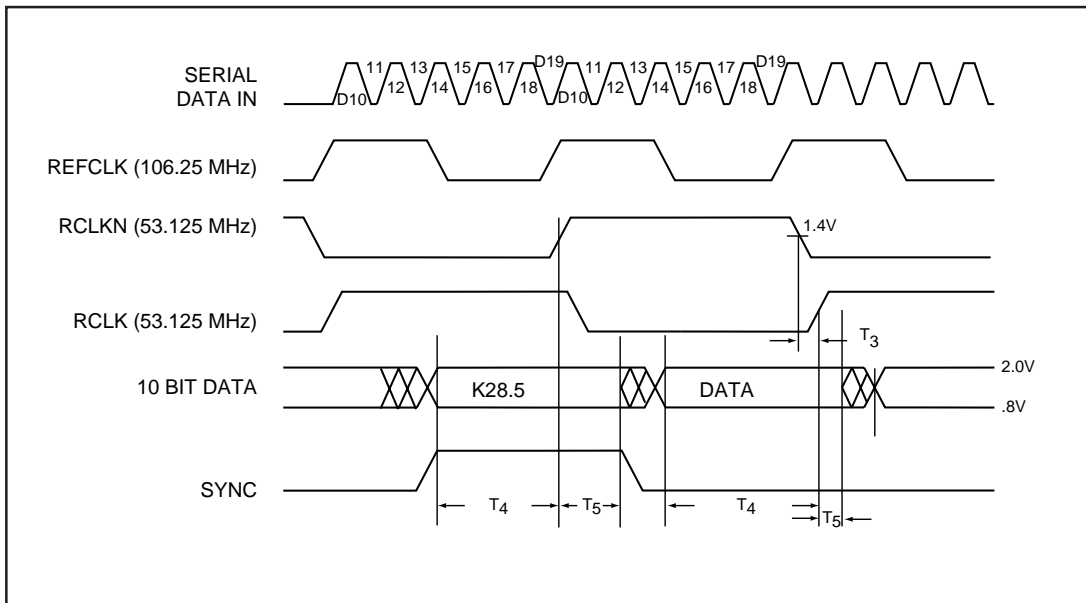 SERIAL DATA IN
D10 11 12 13 14 15 16 17 18 D19 D10 11 12 13 14 15 16 17 18 D19
REFCLK (106.25 MHz)
RCLKN (53.125 MHz)
1.4V
RCLK (53.125 MHz)
T3
10 BIT DATA
K28.5
DATA
2.0V
.8V
SYNC
T4
T5
T4
T5